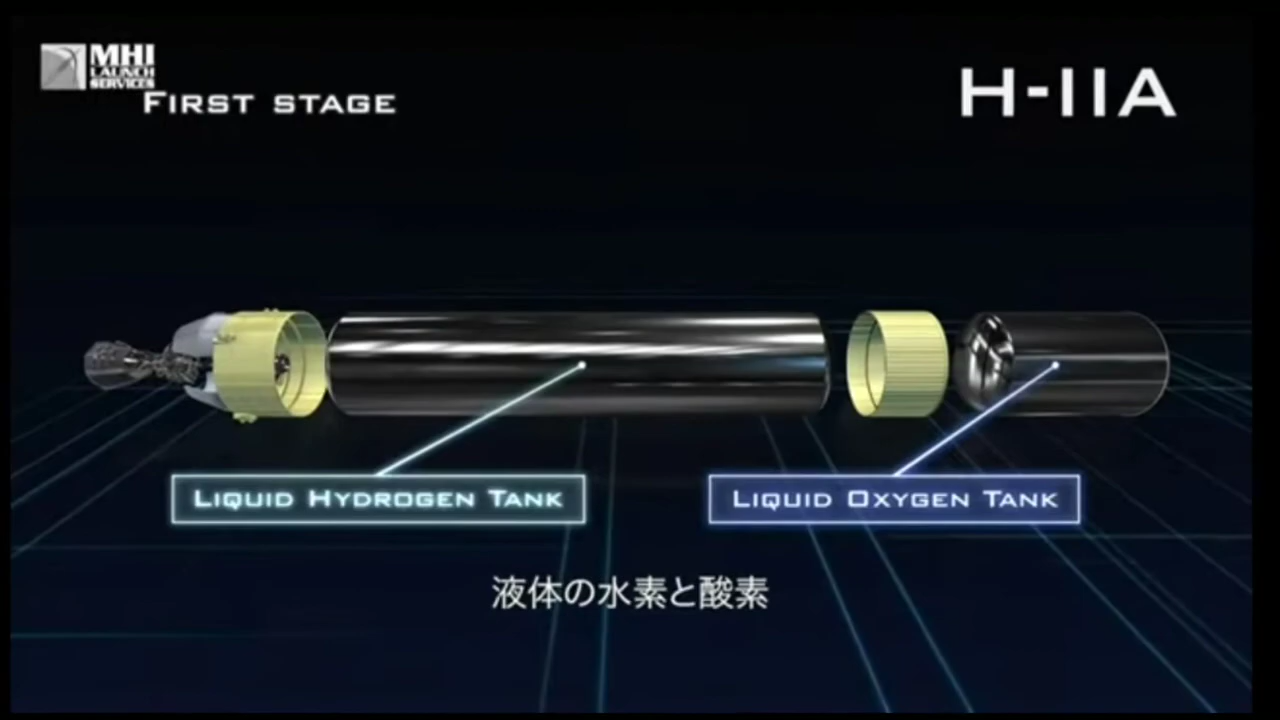 MHI
LAUNCH
SERVICES
FIRST STAGE
H-IIA
LIQUID HYDROGEN TANK
LIQUID OXYGEN TANK
液体の水素と酸素